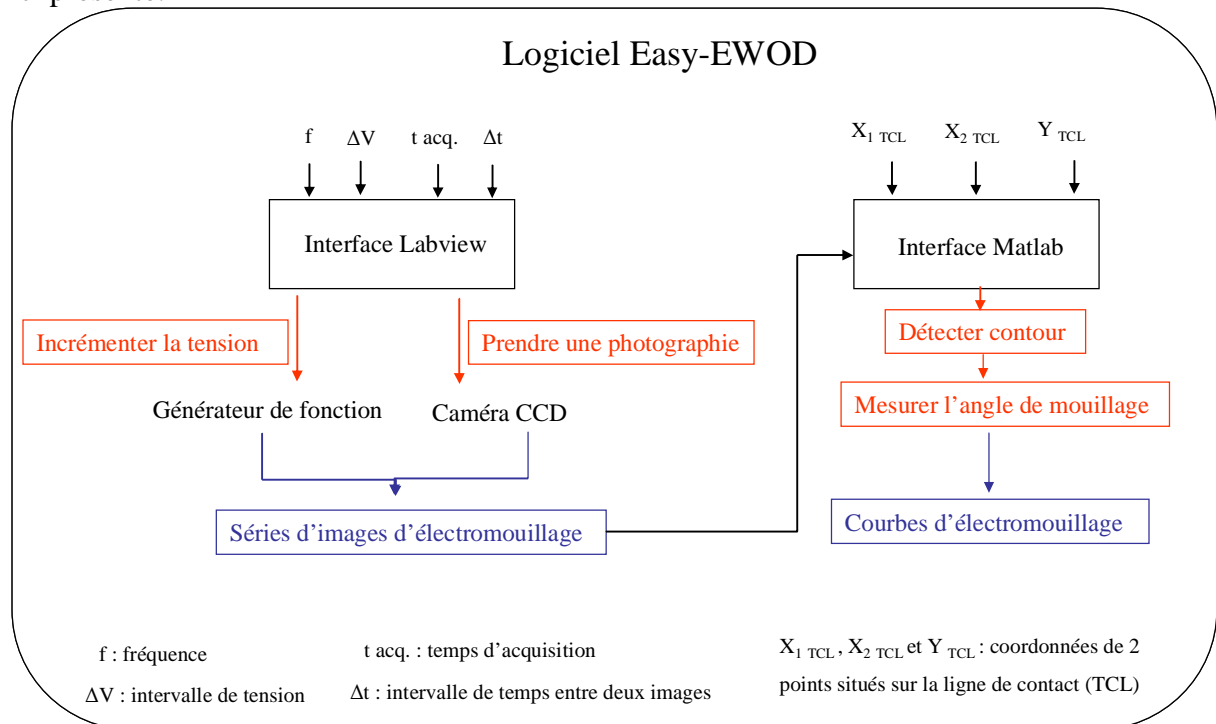 Logiciel Easy-EWOD
f ΔV t acq. Δt
Interface Labview
Incrémenter la tension
Prendre une photographie
Générateur de fonction
Caméra CCD
Séries d'images d'électromouillage
X1 TCL X2 TCL Y TCL
Interface Matlab
Détecter contour
Mesurer l'angle de mouillage
Courbes d'électromouillage
f : fréquence
ΔV : intervalle de tension
t acq. : temps d'acquisition
Δt : intervalle de temps entre deux images
X1 TCL , X2 TCL et Y TCL : coordonnées de 2
points situés sur la ligne de contact (TCL)